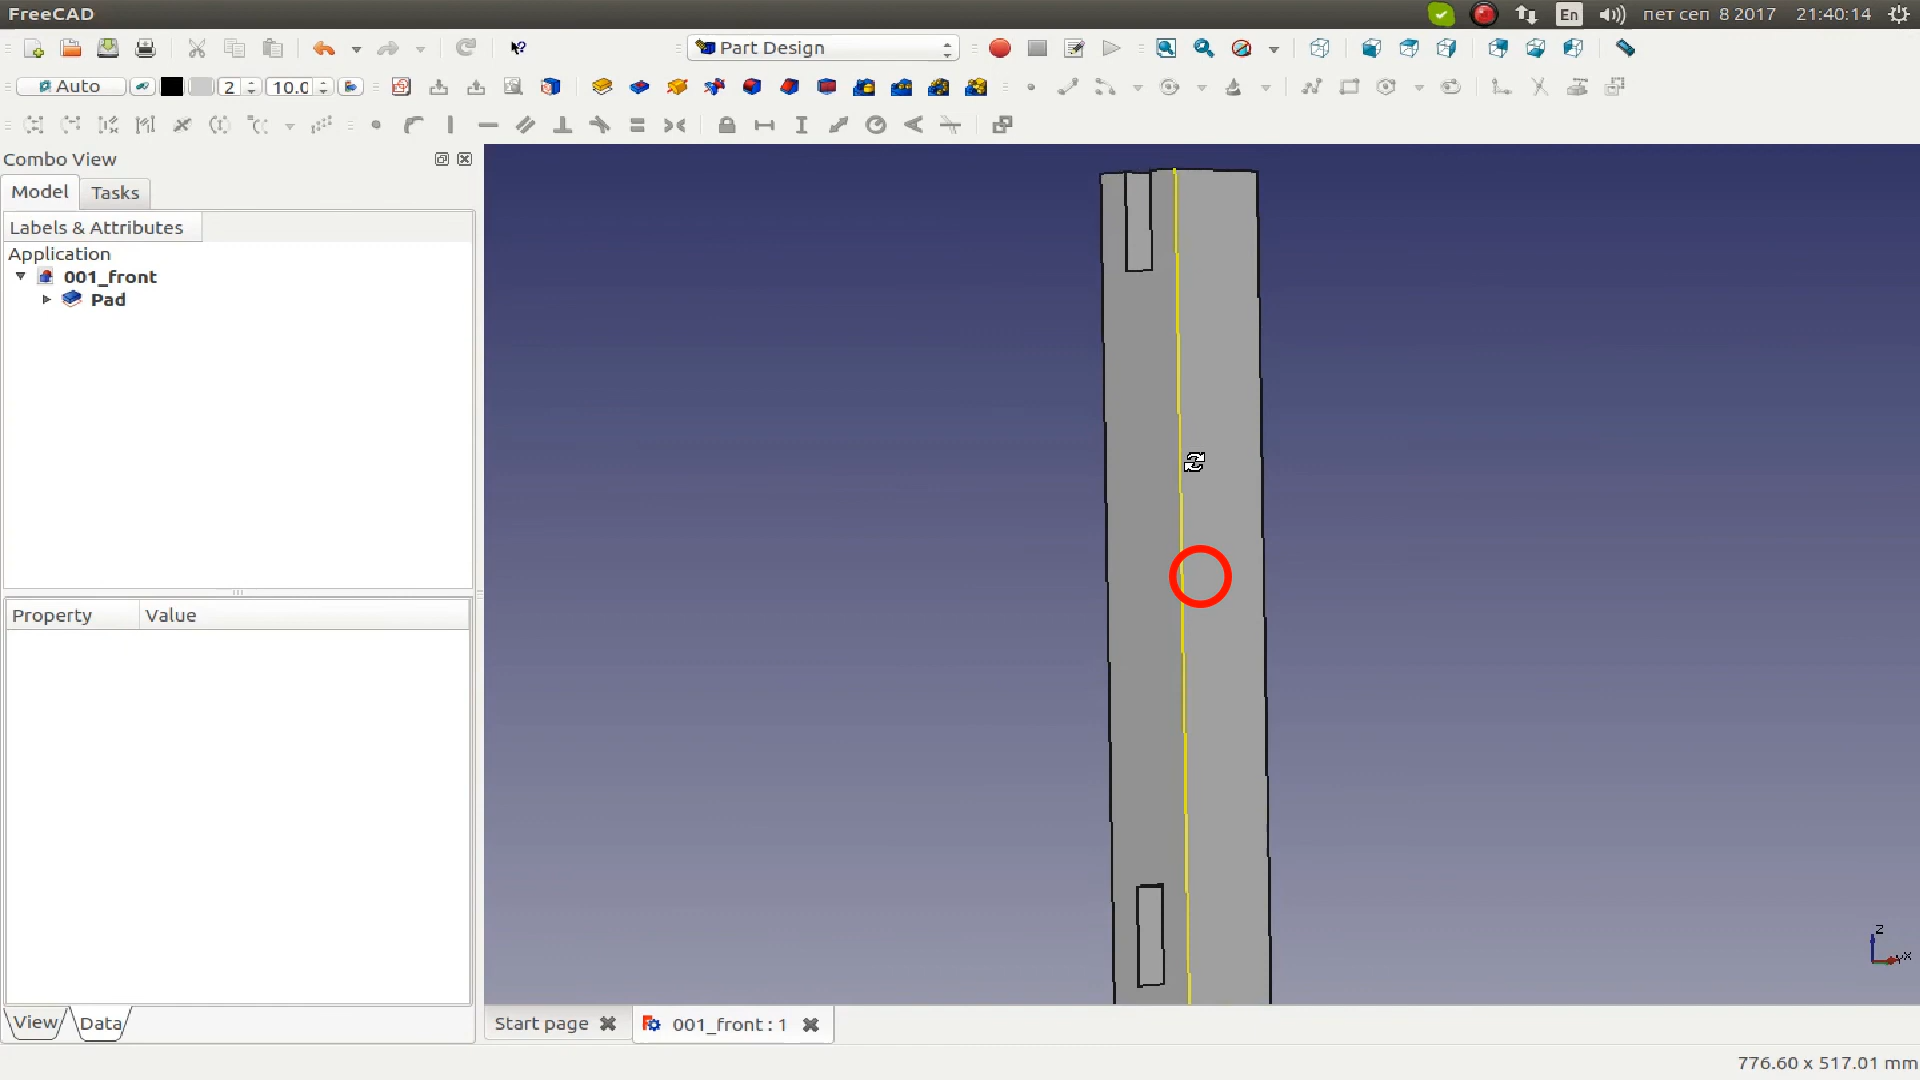 FreeCAD
En
пет сеп 8 2017 21:40:14
Part Design
Auto
2
10.0
Combo View
Model
Tasks
Labels & Attributes
Application
001_front
Pad
Property
Value
View
Data
Start page
001_front : 1
Z
YX
776.60 x 517.01 mm